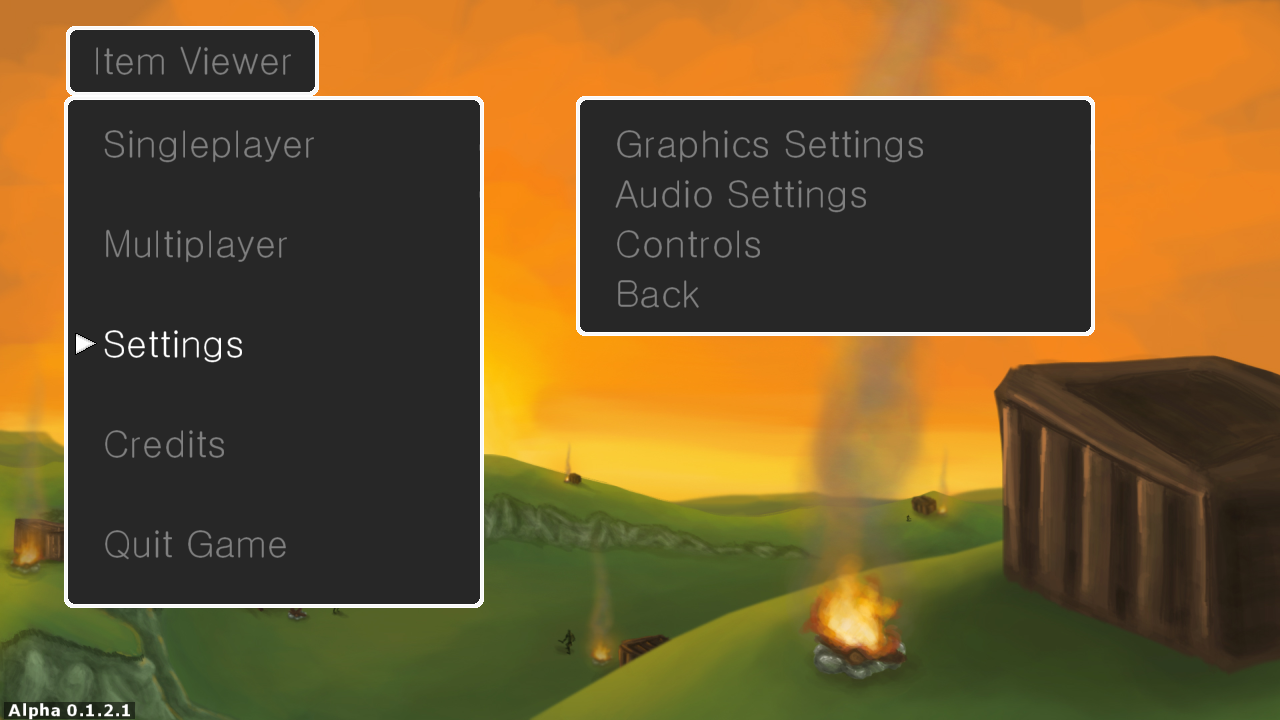 Item Viewer
Singleplayer
Multiplayer
Settings
Credits
Quit Game
Graphics Settings
Audio Settings
Controls
Back
Alpha 0.1.2.1